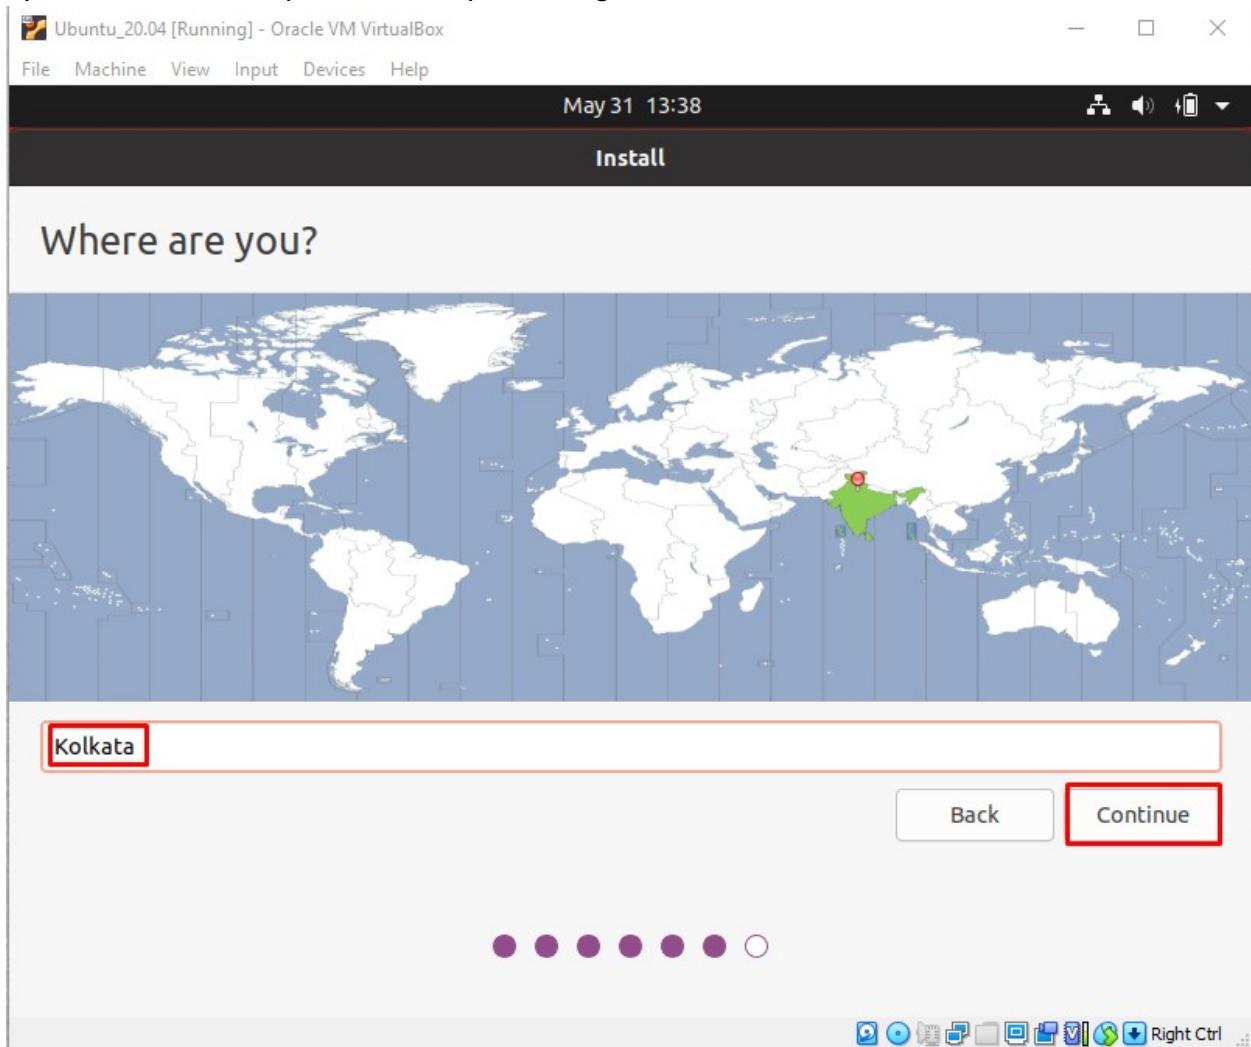 Ubuntu_20.04 [Running] - Oracle VM VirtualBox
File Machine View Input Devices Help
May 31 13:38
Install
Where are you?
Kolkata
Back Continue
Right Ctrl